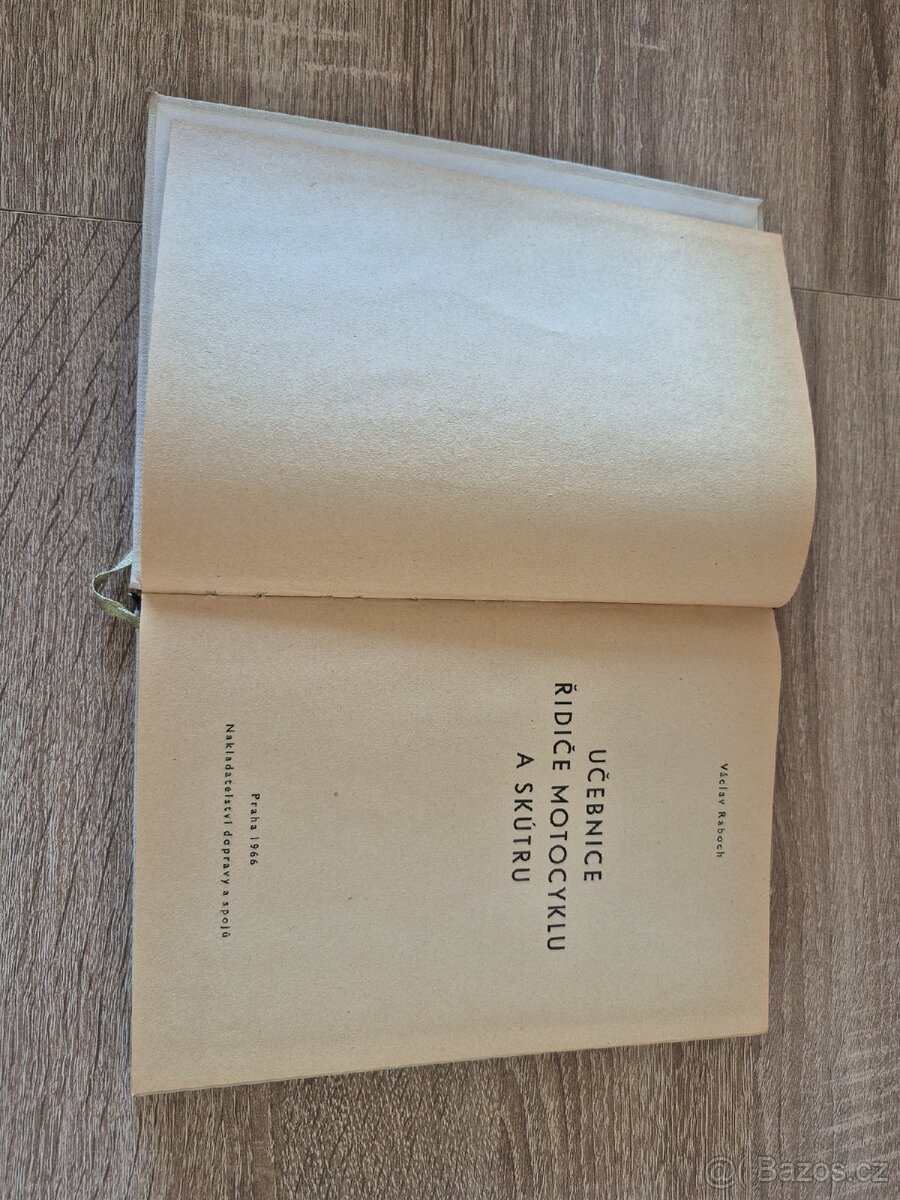 Václav Raboch
UČEBNICE
ŘIDIČE MOTOCYKLU
A SKÚTRU
Praha 1966
Nakladatelství dopravy a spojů
@ Bazos.cz